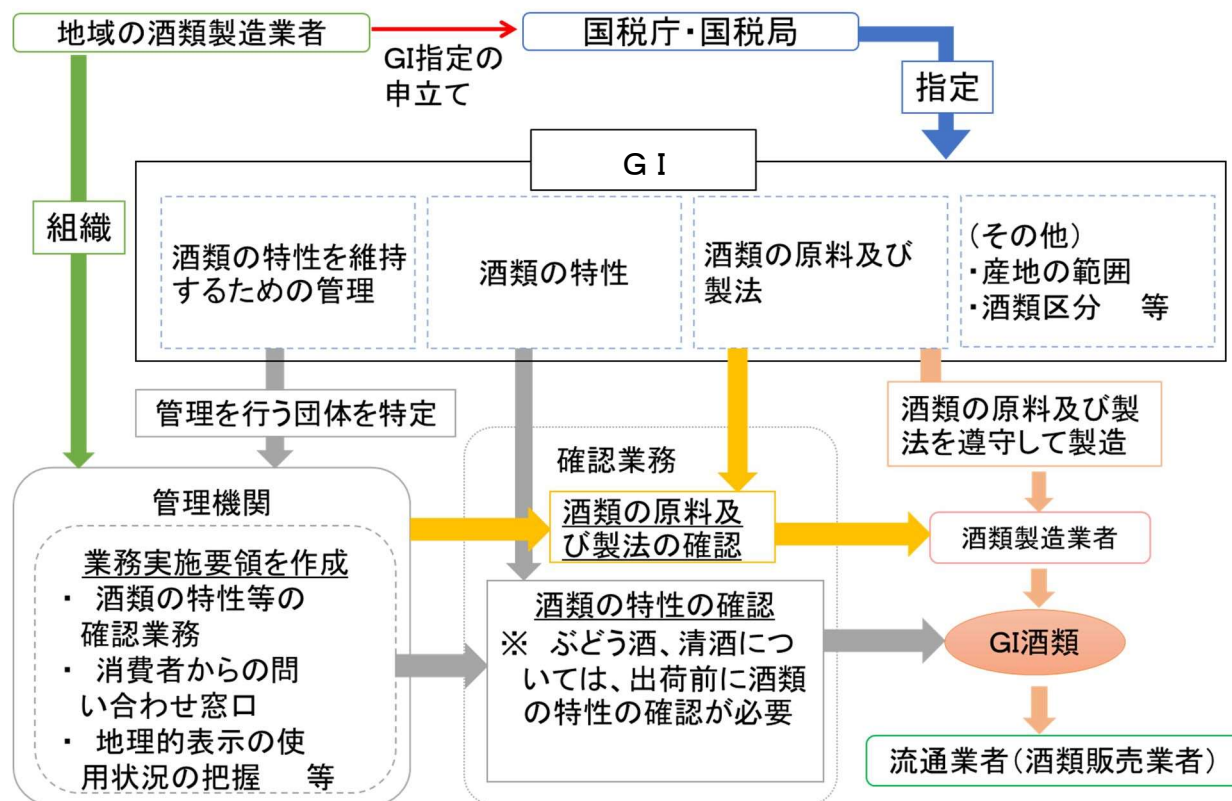 地域の酒類製造業者
GI指定の
申立て
国税庁・国税局
指定
組織
ＧＩ
酒類の特性を維持
するための管理
酒類の特性
酒類の原料及び
製法
（その他）
・産地の範囲
・酒類区分　等
管理を行う団体を特定
酒類の原料及び製
法を遵守して製造
管理機関
業務実施要領を作成
・ 酒類の特性等の
確認業務
・ 消費者からの問
い合わせ窓口
・ 地理的表示の使
用状況の把握　等
確認業務
酒類の原料及
び製法の確認
酒類の特性の確認
※ ぶどう酒、清酒につ
いては、出荷前に酒類
の特性の確認が必要
酒類製造業者
GI酒類
流通業者（酒類販売業者）